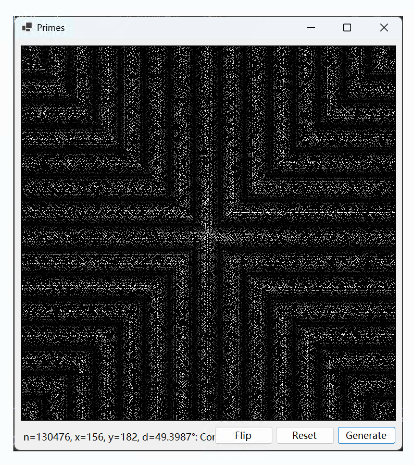 Primes
n=130476, x=156, y=182, d=49.3987°: Cor
Flip
Reset
Generate